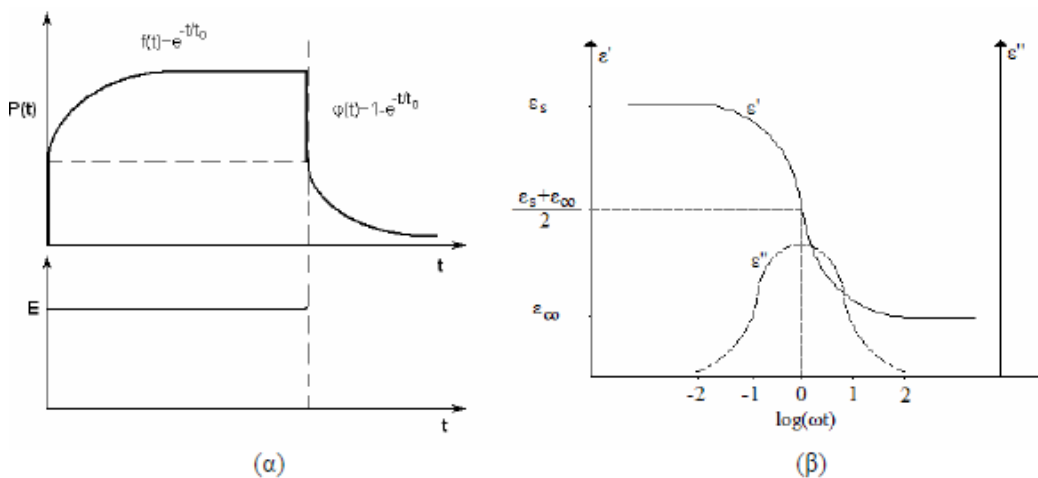 f(t)-e^-t/t₀
P(t)
φ(t)-1-e^-t/t₀
t
E
t
(α)
ε'
ε"
εs
ε'
εs+ε∞
2
ε"
ε∞
-2 -1 0 1 2
log(ωt)
(β)